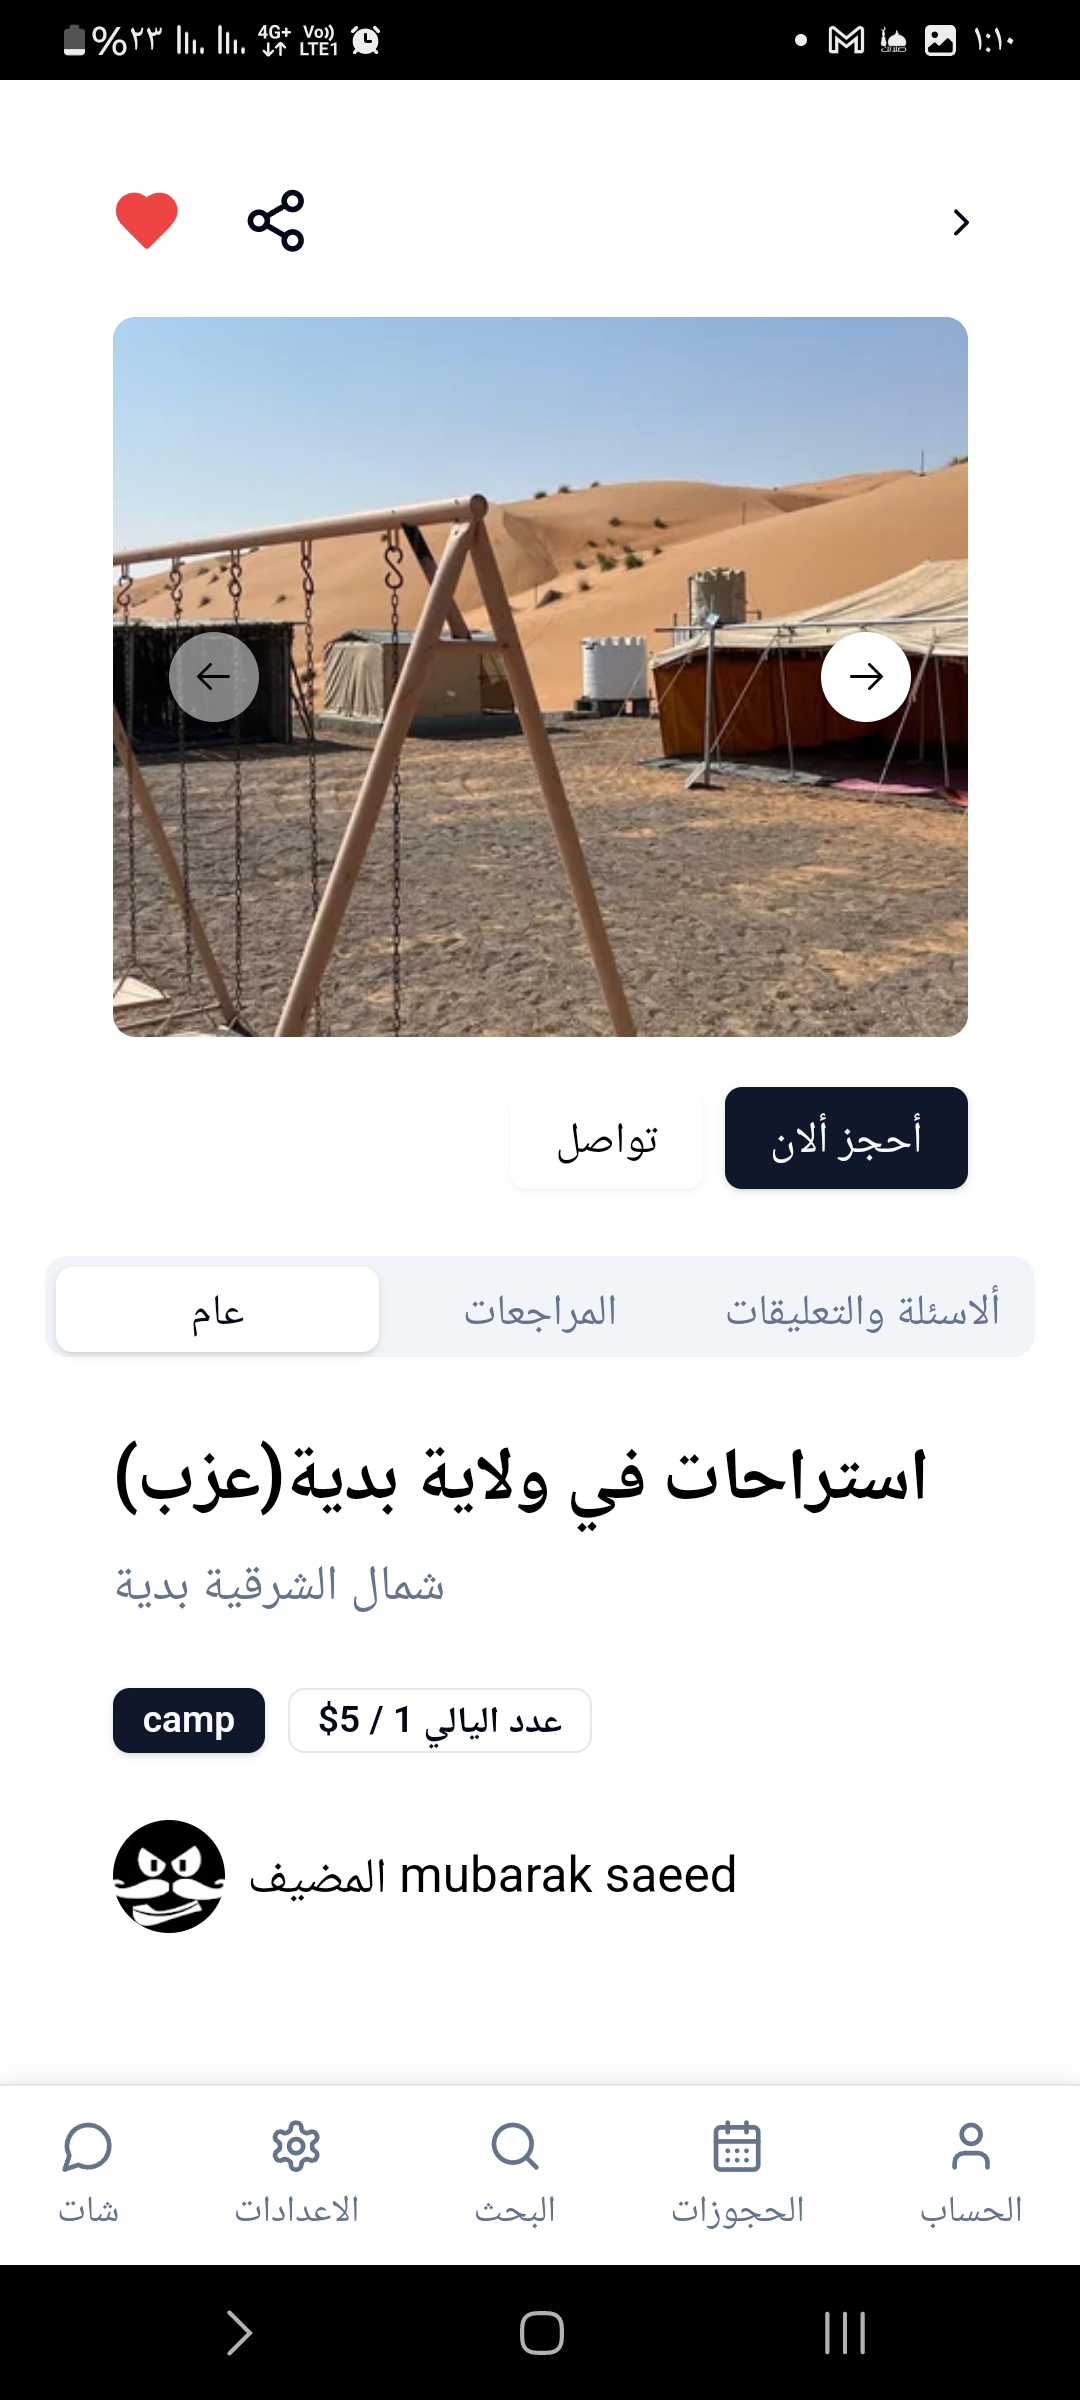 %٢٣ 4G+ Vo)) LTE1 ١:١٠
أحجز ألان
تواصل
ألاسئلة والتعليقات
المراجعات
عام
استراحات في ولاية بدية(عزب)
شمال الشرقية بدية
camp
$5 / 1 عدد اليالي
المضيف mubarak saeed
الحساب
الحجوزات
البحث
الاعدادات
شات